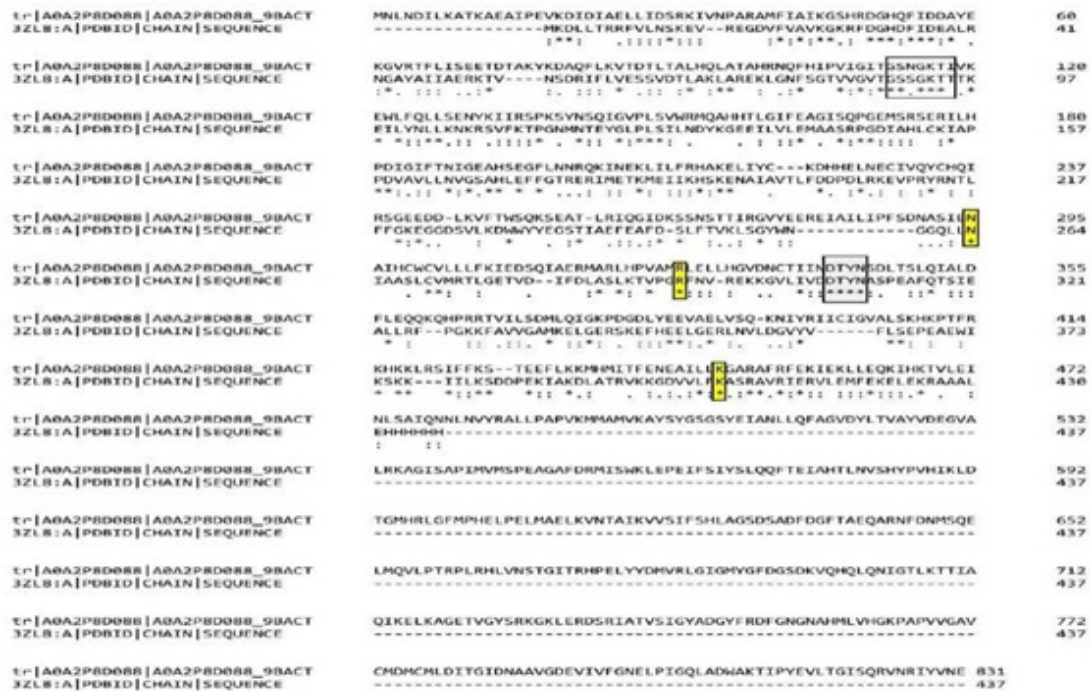 tr|A0A2P8D088|A0A2P8D088_9BACT MNLNDILKATKAEAIPEVKDIDIAELLIDSRKIVNPARAMFIAIKGSHRDGHQFIDDAYE 60
3ZL8:A|PDBID|CHAIN|SEQUENCE -----------------MKDLLTRRFVLNSKEV--REGDVFVAVKGKRFDGHDFIDEALR 41
tr|A0A2P8D088|A0A2P8D088_9BACT KGVRTFLISEETDTAKYKDAQFLKVTDTLTALHQLATAHRNQFHIPVIGITGSNGKTIVK 120
3ZL8:A|PDBID|CHAIN|SEQUENCE NGAYAIIAERKTV----NSDRIFLVESSVDTLAKLAREKLGNFSGTVVGVTGSSGKTTTK 97
tr|A0A2P8D088|A0A2P8D088_9BACT EWLFQLLSENYKIIRSPKSYNSQIGVPLSVWRMQAHHTLGIFEAGISQPGEMSRSERILH 180
3ZL8:A|PDBID|CHAIN|SEQUENCE EILYNLLKNKRSVFKTPGNMNTEYGLPLSILNDYKGEEILVLEMAASRPGDIAHLCKIAP 157
tr|A0A2P8D088|A0A2P8D088_9BACT PDIGIFTNIGEAHSEGFLNNRQKINEKLILFRHAKELIYC---KDHHELNECIVQYCHQI 237
3ZL8:A|PDBID|CHAIN|SEQUENCE PDVAVLLNVGSAHLEFFGTRERIMETKMEIIKHSKENAIAVTLFDDPDLRKEVPRYRNTL 217
tr|A0A2P8D088|A0A2P8D088_9BACT RSGEEDD-LKVFTWSQKSEAT-LRIQGIDKSSNSTTIRGVYEEREIAILIPFSDNASILN 295
3ZL8:A|PDBID|CHAIN|SEQUENCE FFGKEGGDSVLKDWWYYEGSTIAEFEAFD-SLFTVKLSGYWN------------GGQLLN 264
tr|A0A2P8D088|A0A2P8D088_9BACT AIHCWCVLLLFKIEDSQIAERMARLHPVAMRLELLHGVDNCTIINDTYNSDLTSLQIALD 355
3ZL8:A|PDBID|CHAIN|SEQUENCE IAASLCVMRTLGETVD--IFDLASLKTVPGRFNV-REKKGVLIVDDTYNASPEAFQTSIE 321
tr|A0A2P8D088|A0A2P8D088_9BACT FLEQQKQHPRRTVILSDMLQIGKPDGDLYEEVAELVSQ-KNIYRIICIGVALSKHKPTFR 414
3ZL8:A|PDBID|CHAIN|SEQUENCE ALLRF--PGKKFAVVGAMKELGERSKEFHEELGERLNVLDGVYVV-----FLSEPEAEWI 373
tr|A0A2P8D088|A0A2P8D088_9BACT KHKKLRSIFFKS--TEEFLKKMHMITFENEAILLKGARAFRFEKIEKLLEQKIHKTVLEI 472
3ZL8:A|PDBID|CHAIN|SEQUENCE KSKK---IILKSDDPEKIAKDLATRVKKGDVVLFKASRAVRIERVLEMFEKELEKRAAAL 430
tr|A0A2P8D088|A0A2P8D088_9BACT NLSAIQNNLNVYRALLPAPVKMMAMVKAYSYGSGSYEIANLLQFAGVDYLTVAYVDEGVA 532
3ZL8:A|PDBID|CHAIN|SEQUENCE EHHHHHH----------------------------------------------------- 437
tr|A0A2P8D088|A0A2P8D088_9BACT LRKAGISAPIMVMSPEAGAFDRMISWKLEPEIFSIYSLQQFTEIAHTLNVSHYPVHIKLD 592
3ZL8:A|PDBID|CHAIN|SEQUENCE ------------------------------------------------------------ 437
tr|A0A2P8D088|A0A2P8D088_9BACT TGMHRLGFMPHELPELMAELKVNTAIKVVSIFSHLAGSDSADFDGFTAEQARNFDNMSQE 652
3ZL8:A|PDBID|CHAIN|SEQUENCE ------------------------------------------------------------ 437
tr|A0A2P8D088|A0A2P8D088_9BACT LMQVLPTRPLRHLVNSTGITRHPELYYDMVRLGIGMYGFDGSDKVQHQLQNIGTLKTTIA 712
3ZL8:A|PDBID|CHAIN|SEQUENCE ------------------------------------------------------------ 437
tr|A0A2P8D088|A0A2P8D088_9BACT QIKELKAGETVGYSRKGKLERDSRIATVSIGYADGYFRDFGNGNAHMLVHGKPAPVVGAV 772
3ZL8:A|PDBID|CHAIN|SEQUENCE ------------------------------------------------------------ 437
tr|A0A2P8D088|A0A2P8D088_9BACT CMDMCMLDITGIDNAAVGDEVIVFGNELPIGQLADWAKTIPYEVLTGISQRVNRIYVVNE 831
3ZL8:A|PDBID|CHAIN|SEQUENCE ------------------------------------------------------------ 437